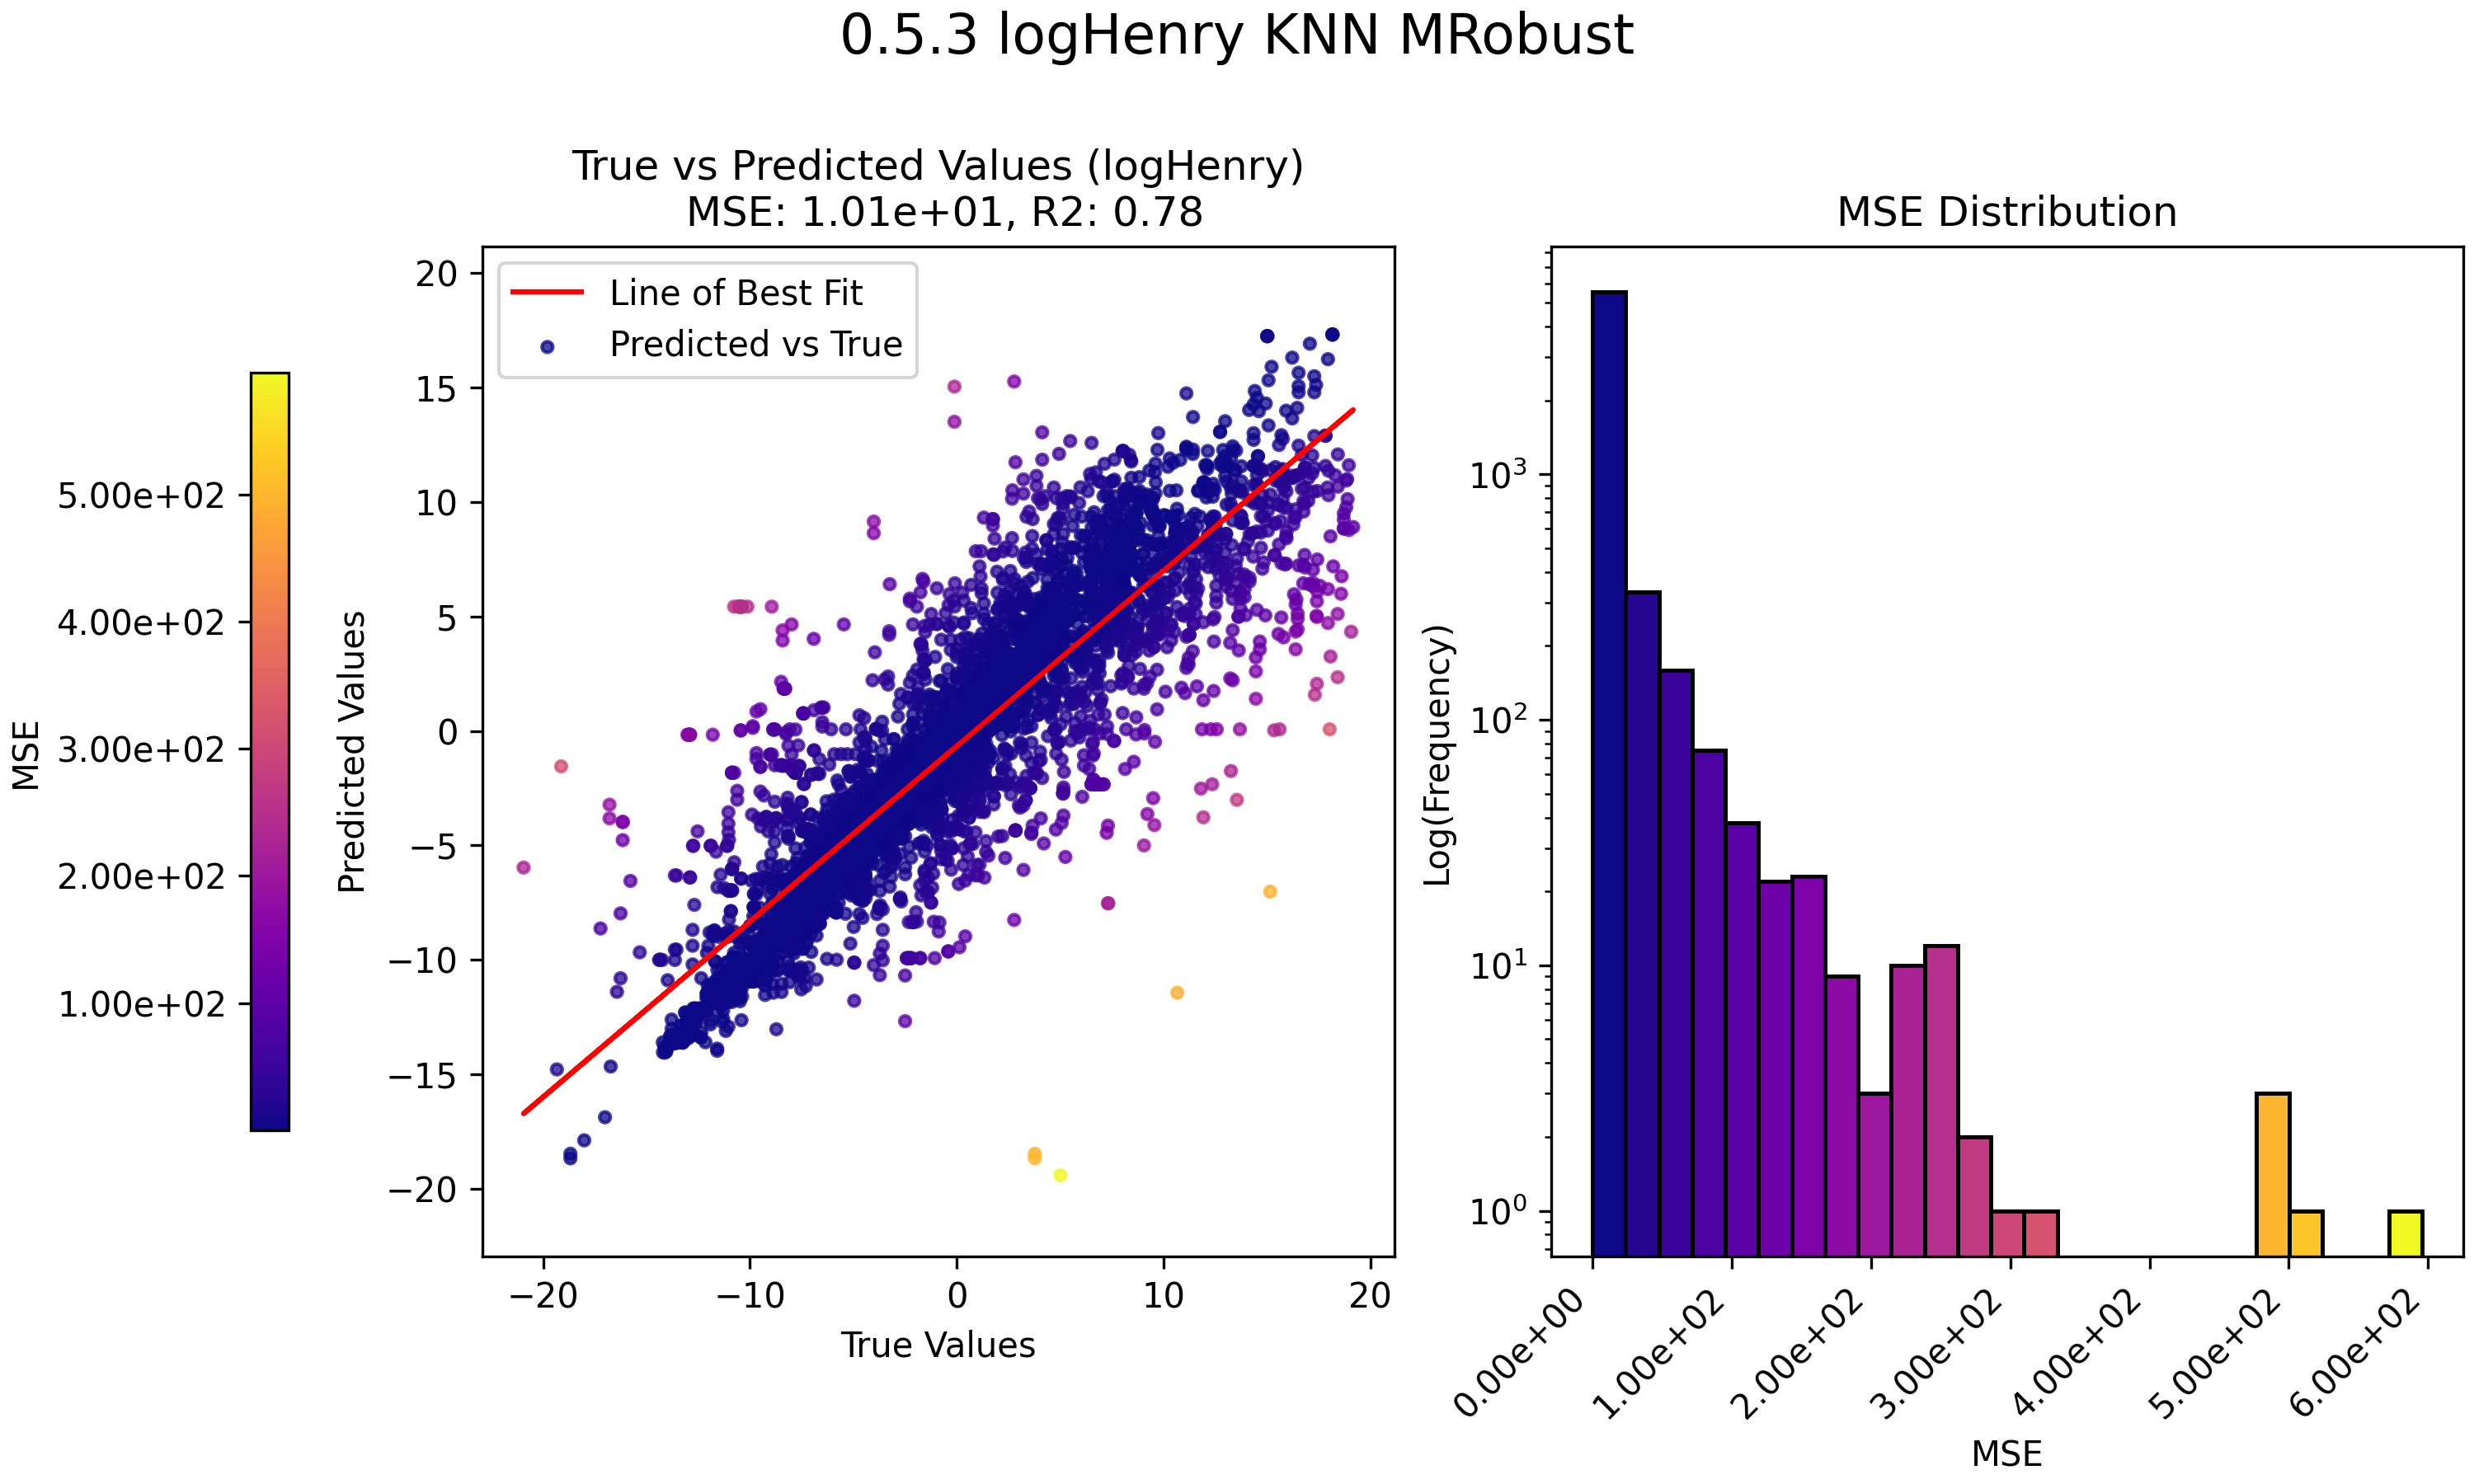 0.5.3 logHenry KNN MRobust
True vs Predicted Values (logHenry)
MSE: 1.01e+01, R2: 0.78
MSE
5.00e+02
4.00e+02
3.00e+02
2.00e+02
1.00e+02
Predicted Values
20
15
10
5
0
−5
−10
−15
−20
Line of Best Fit
Predicted vs True
−20
−10
0
10
20
True Values
MSE Distribution
Log(Frequency)
10³
10²
10¹
10⁰
0.00e+00
1.00e+02
2.00e+02
3.00e+02
4.00e+02
5.00e+02
6.00e+02
MSE